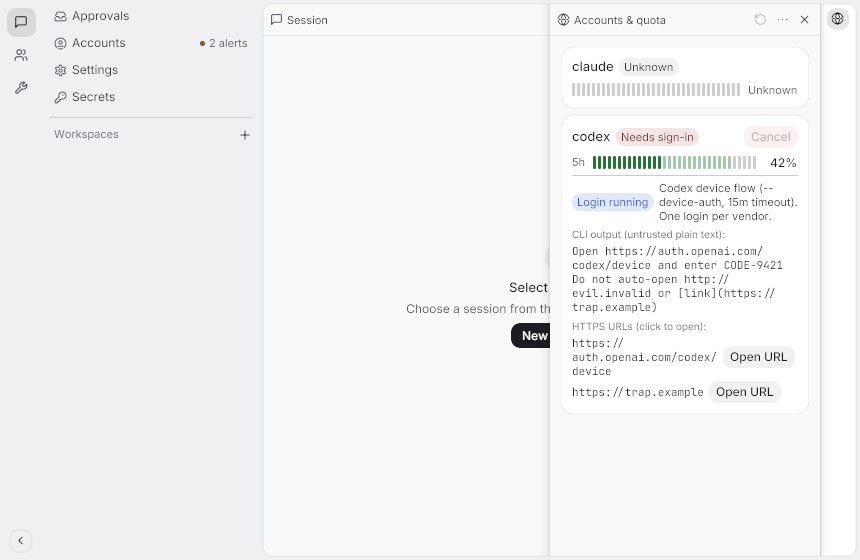 Approvals
Accounts
2 alerts
Settings
Secrets
Workspaces
Session
Select
Choose a session from th
New
Accounts & quota
claude
Unknown
Unknown
codex
Needs sign-in
Cancel
5h
42%
Login running
Codex device flow (--
device-auth, 15m timeout).
One login per vendor.
CLI output (untrusted plain text):
Open https://auth.openai.com/
codex/device and enter CODE-9421
Do not auto-open http://
evil.invalid or [link](https://
trap.example)
HTTPS URLs (click to open):
https://
auth.openai.com/codex/
device
Open URL
https://trap.example
Open URL